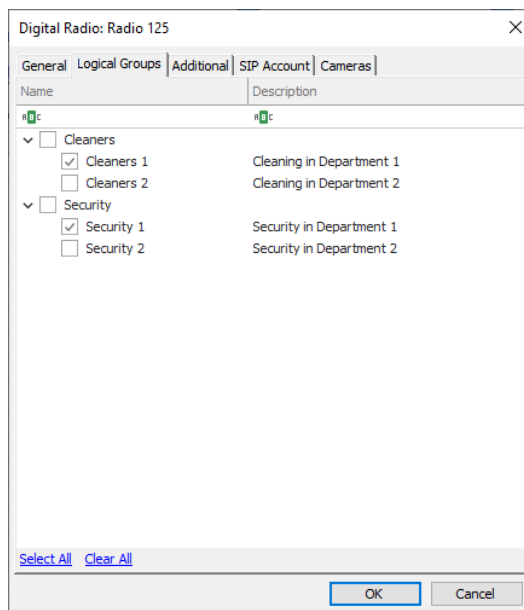 Digital Radio: Radio 125
General Logical Groups Additional SIP Account Cameras
Name Description
ABC ABC
Cleaners
Cleaners 1 Cleaning in Department 1
Cleaners 2 Cleaning in Department 2
Security
Security 1 Security in Department 1
Security 2 Security in Department 2
Select All Clear All
OK Cancel